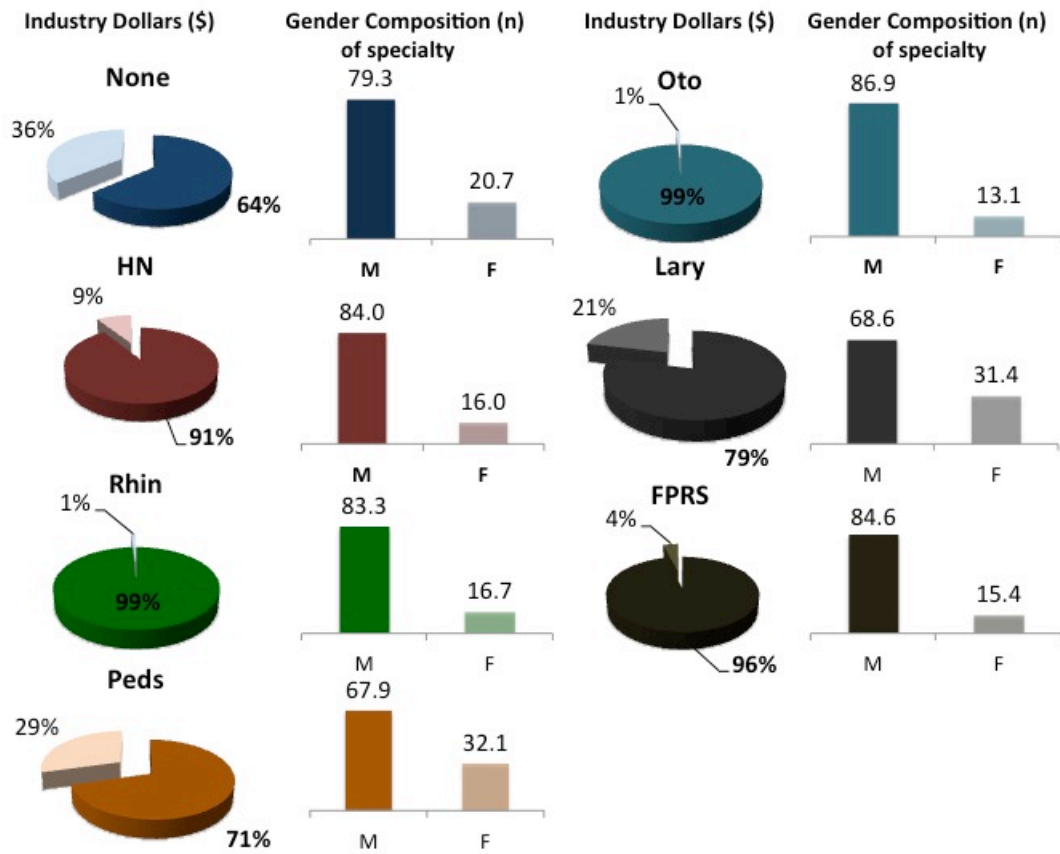 Industry Dollars ($)
Gender Composition (n)
of specialty
Industry Dollars ($)
Gender Composition (n)
of specialty
None
36%
64%
79.3
20.7
M
F
Oto
1%
99%
86.9
13.1
M
F
HN
9%
91%
84.0
16.0
M
F
Lary
21%
79%
68.6
31.4
M
F
Rhin
1%
99%
83.3
16.7
M
F
FPRS
4%
96%
84.6
15.4
M
F
Peds
29%
71%
67.9
32.1
M
F